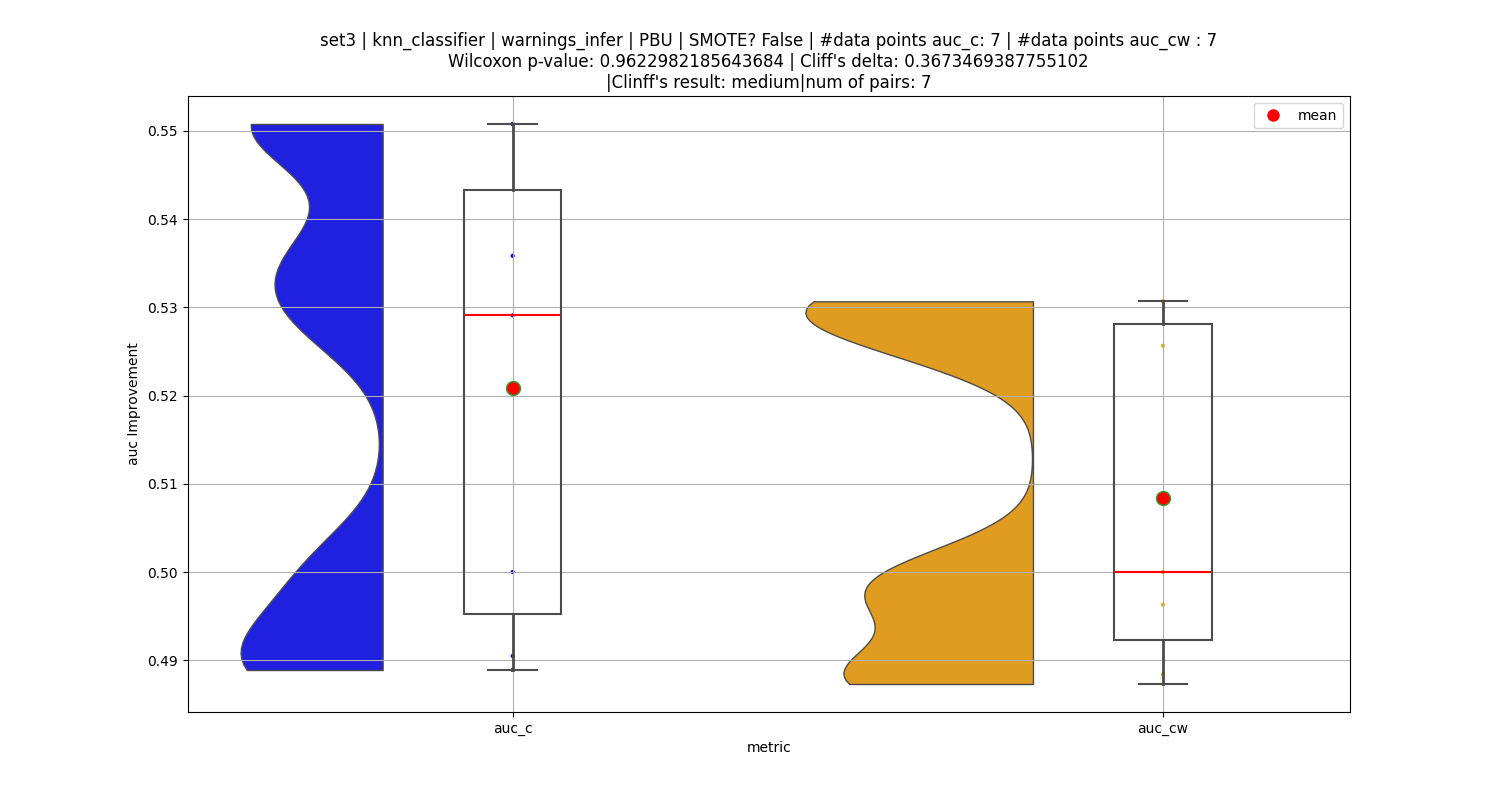 set3 | knn_classifier | warnings_infer | PBU | SMOTE? False | #data points auc_c: 7 | #data points auc_cw : 7
Wilcoxon p-value: 0.9622982185643684 | Cliff's delta: 0.3673469387755102
|Clinff's result: medium|num of pairs: 7
mean
0.55
0.54
0.53
0.52
0.51
0.50
0.49
auc Improvement
auc_c
auc_cw
metric